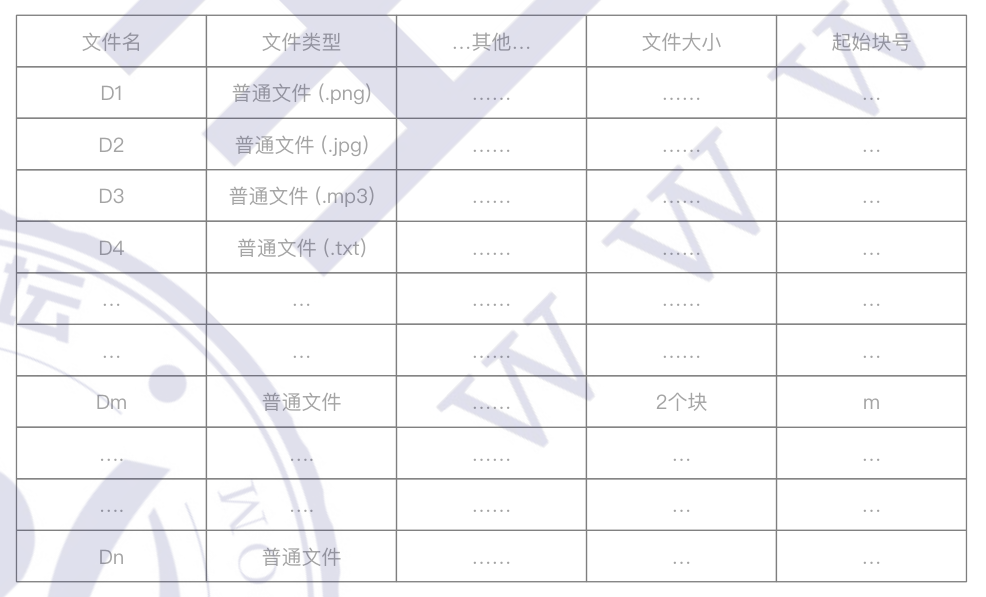 文件名 文件类型 …其他… 文件大小 起始块号
D1 普通文件 (.png) …… …… …
D2 普通文件 (.jpg) …… …… …
D3 普通文件 (.mp3) …… …… …
D4 普通文件 (.txt) …… …… …
… … …… …… …
… … …… …… …
Dm 普通文件 …… 2个块 m
…. …. …… … …
…. …. …… … …
Dn 普通文件 …… … …
坛
W W W
OM